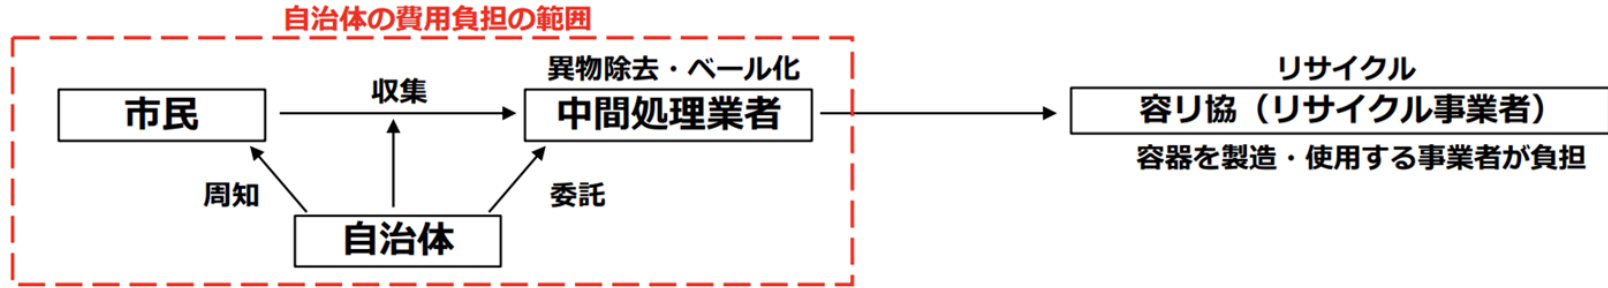 自治体の費用負担の範囲
異物除去・ベール化
リサイクル
市民
収集
中間処理業者
容リ協（リサイクル事業者）
容器を製造・使用する事業者が負担
周知
委託
自治体